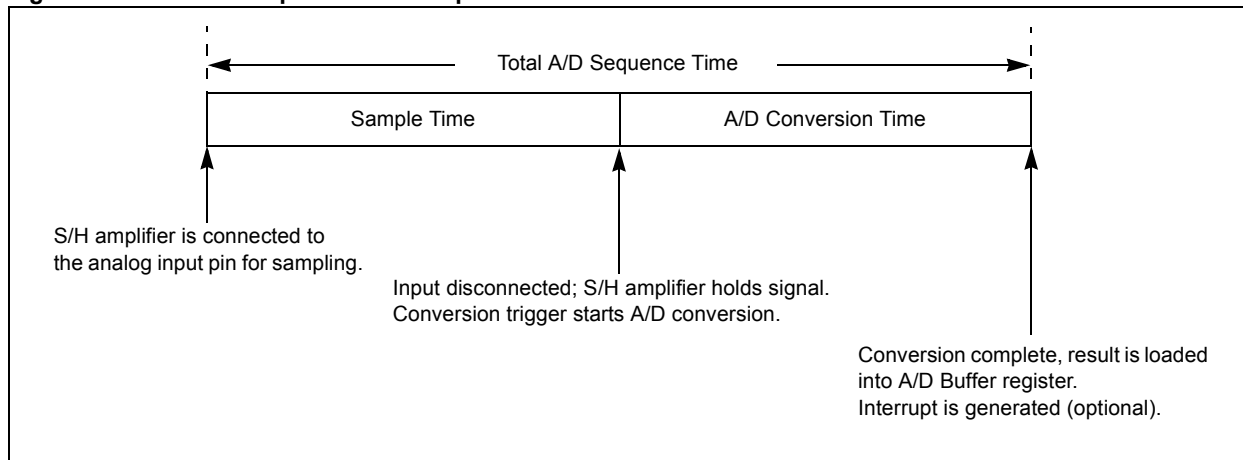 Total A/D Sequence Time
Sample Time
A/D Conversion Time
S/H amplifier is connected to
the analog input pin for sampling.
Input disconnected; S/H amplifier holds signal.
Conversion trigger starts A/D conversion.
Conversion complete, result is loaded
into A/D Buffer register.
Interrupt is generated (optional).